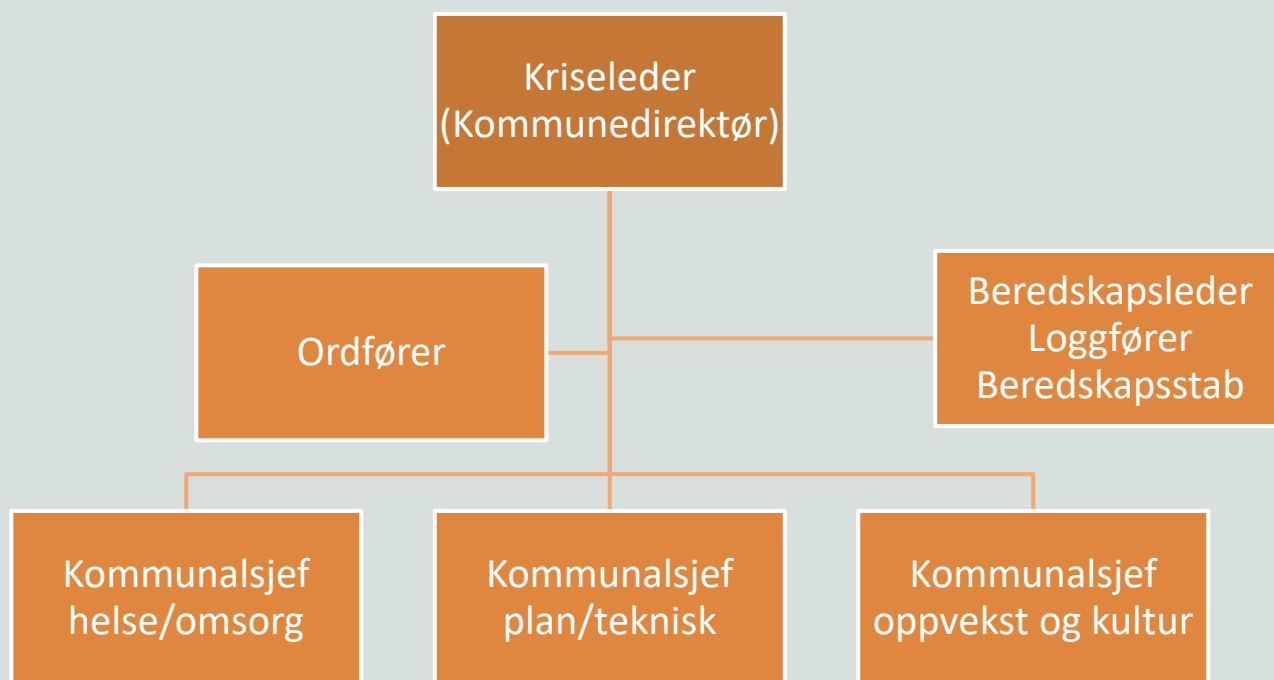 Kriseleder
(Kommunedirektør)
Ordfører
Beredskapsleder
Loggfører
Beredskapsstab
Kommunalsjef
helse/omsorg
Kommunalsjef
plan/teknisk
Kommunalsjef
oppvekst og kultur